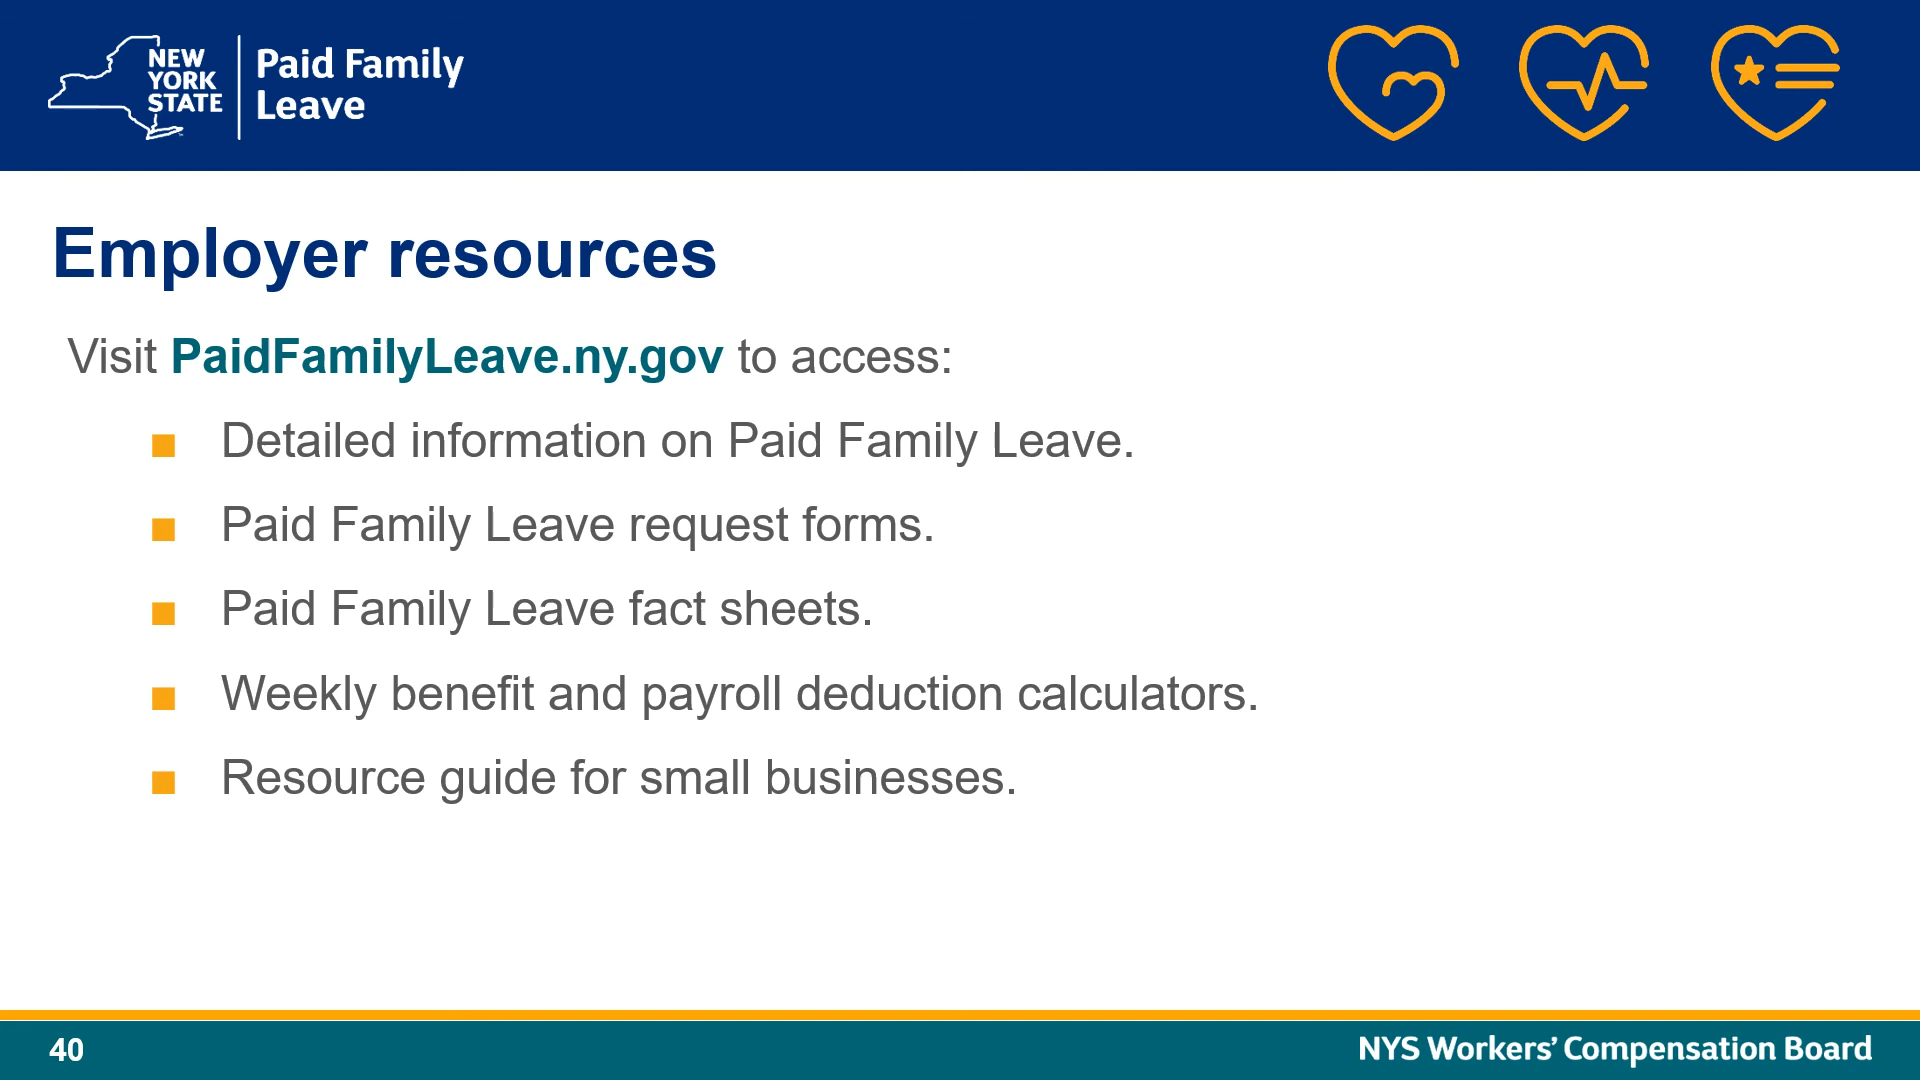 NEW
YORK
STATE
Paid Family
Leave
Employer resources
Visit PaidFamilyLeave.ny.gov to access:
■ Detailed information on Paid Family Leave.
■ Paid Family Leave request forms.
■ Paid Family Leave fact sheets.
■ Weekly benefit and payroll deduction calculators.
■ Resource guide for small businesses.
40
NYS Workers’ Compensation Board